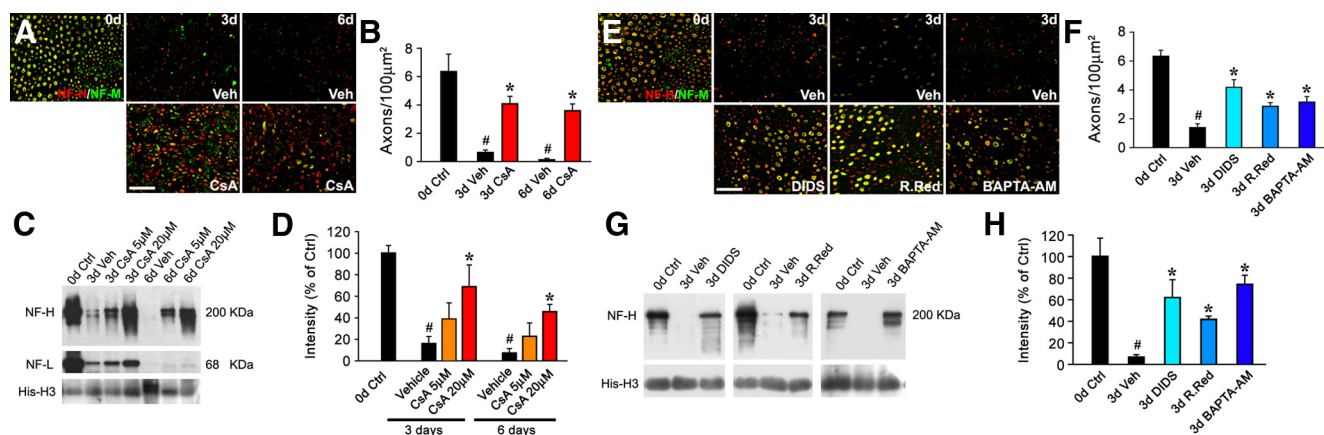 A
0d
3d
6d
NF-H/NF-M
Veh
Veh
CsA
CsA
B
Axons/100μm²
8
6
4
2
0
#
*
#
*
0d Ctrl
3d Veh
3d CsA
6d Veh
6d CsA
C
0d Ctrl
3d Veh
3d CsA 5μM
3d CsA 20μM
6d Veh
6d CsA 5μM
6d CsA 20μM
NF-H
200 KDa
NF-L
68 KDa
His-H3
D
Intensity (% of Ctrl)
120
100
80
60
40
20
0
#
*
#
*
0d Ctrl
Vehicle
CsA 5μM
CsA 20μM
Vehicle
CsA 5μM
CsA 20μM
3 days
6 days
E
0d
3d
3d
3d
NF-H/NF-M
Veh
Veh
Veh
DIDS
R.Red
BAPTA-AM
F
Axons/100μm²
8
6
4
2
0
#
*
*
*
0d Ctrl
3d Veh
3d DIDS
3d R.Red
3d BAPTA-AM
G
0d Ctrl
3d Veh
3d DIDS
0d Ctrl
3d Veh
3d R.Red
0d Ctrl
3d Veh
3d BAPTA-AM
NF-H
200 KDa
His-H3
H
Intensity (% of Ctrl)
120
100
80
60
40
20
0
#
*
*
*
0d Ctrl
3d Veh
3d DIDS
3d R.Red
3d BAPTA-AM